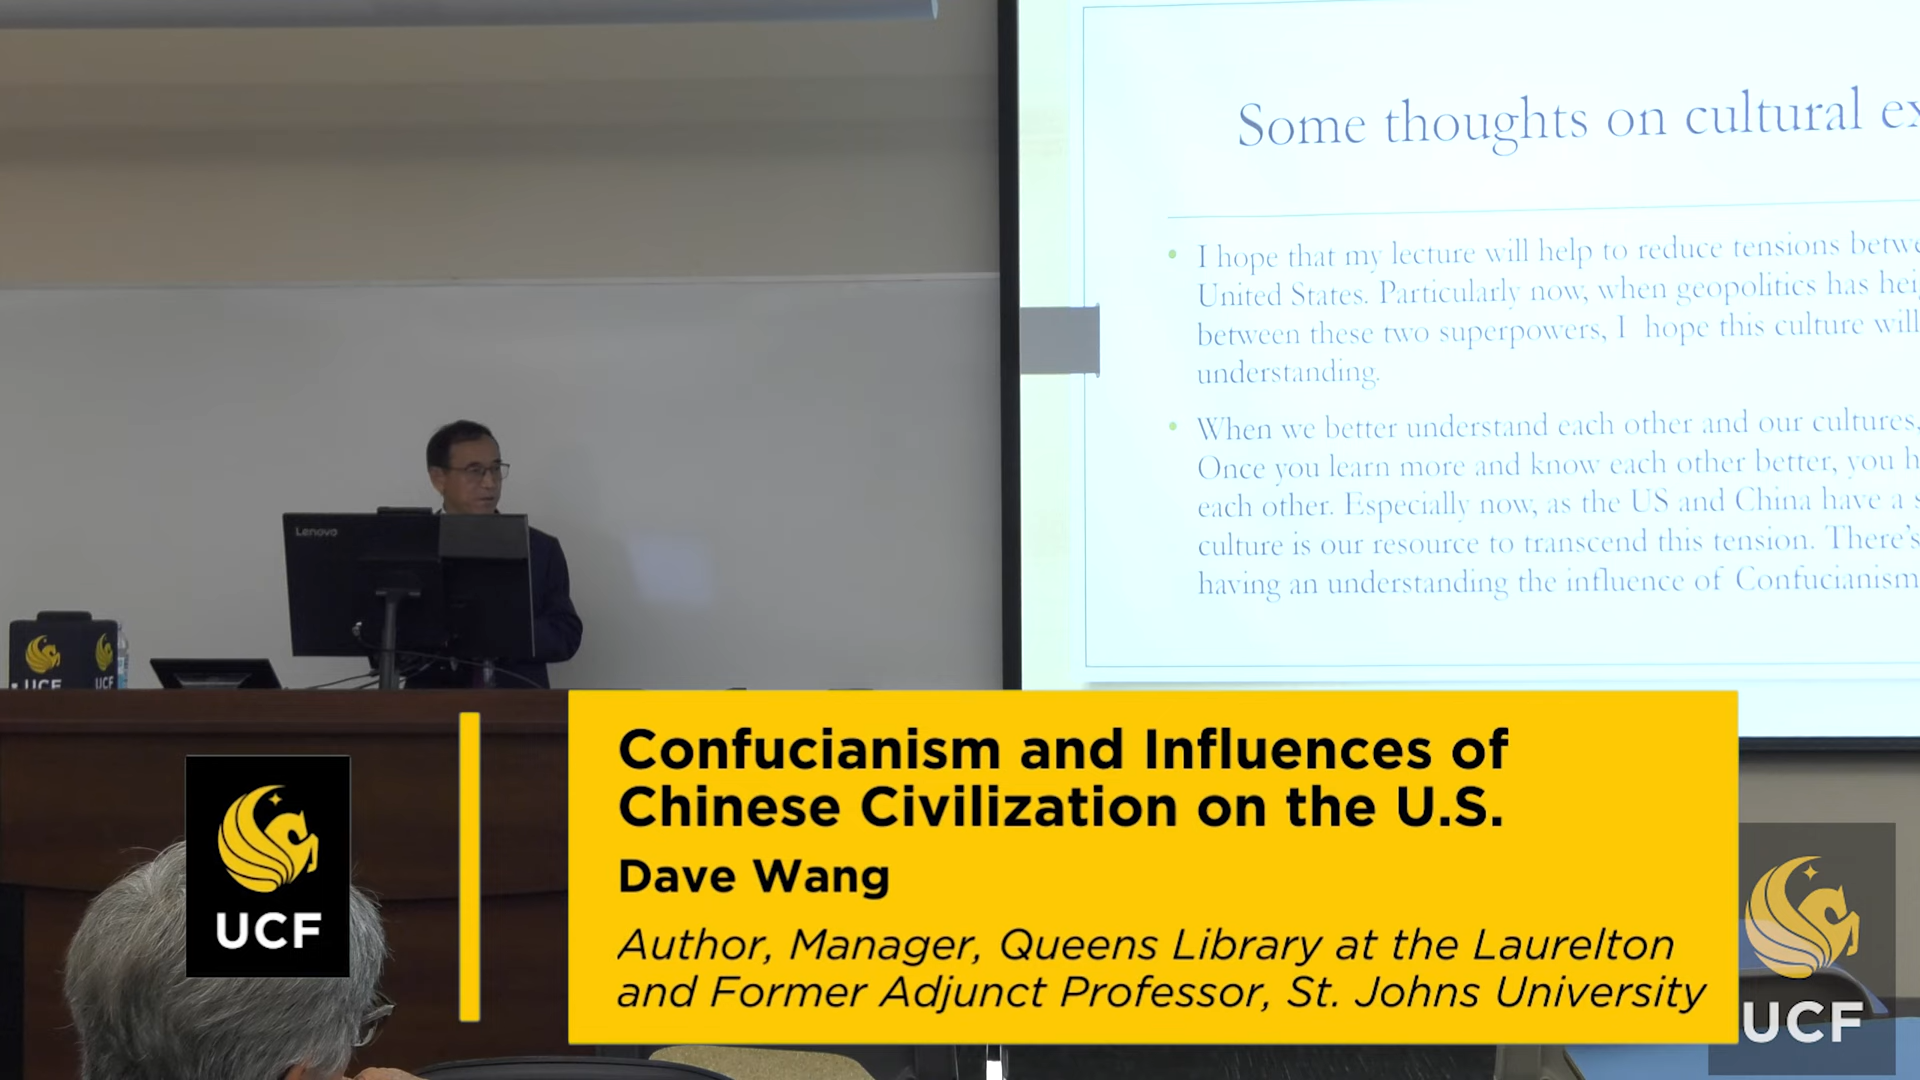 Some thoughts on cultural
I hope that my lecture will help to reduce tensions
United States. Particularly now, when geopolitics has
between these two superpowers, I hope this culture will
understanding.
When we better understand each other and our cultures,
Once you learn more and know each other better, you
each other. Especially now, as the US and China have a
culture is our resource to transcend this tension. There's
having an understanding the influence of Confucianism
Lenovo
UCF
UCF
Confucianism and Influences of
Chinese Civilization on the U.S.
Dave Wang
Author, Manager, Queens Library at the Laurelton
and Former Adjunct Professor, St. Johns University
UCF
UCF